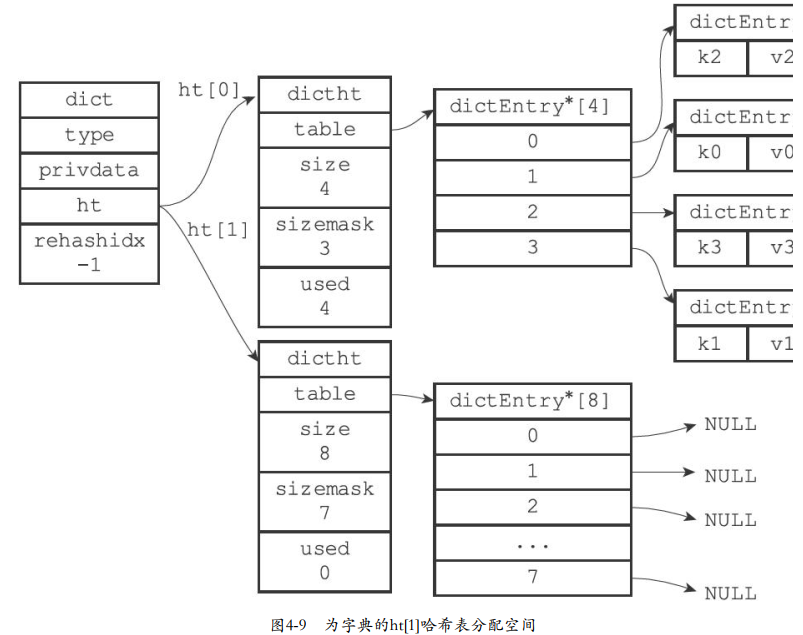 dict
type
privdata
ht
rehashidx
-1
ht[0]
ht[1]
dictht
table
size
4
sizemask
3
used
4
dictEntry*[4]
0
1
2
3
dictEntr
k2 v2
dictEntr
k0 v0
dictEntr
k3 v3
dictEntr
k1 v1
dictht
table
size
8
sizemask
7
used
0
dictEntry*[8]
0
1
2
...
7
NULL
NULL
NULL
NULL
图4-9 为字典的ht[1]哈希表分配空间